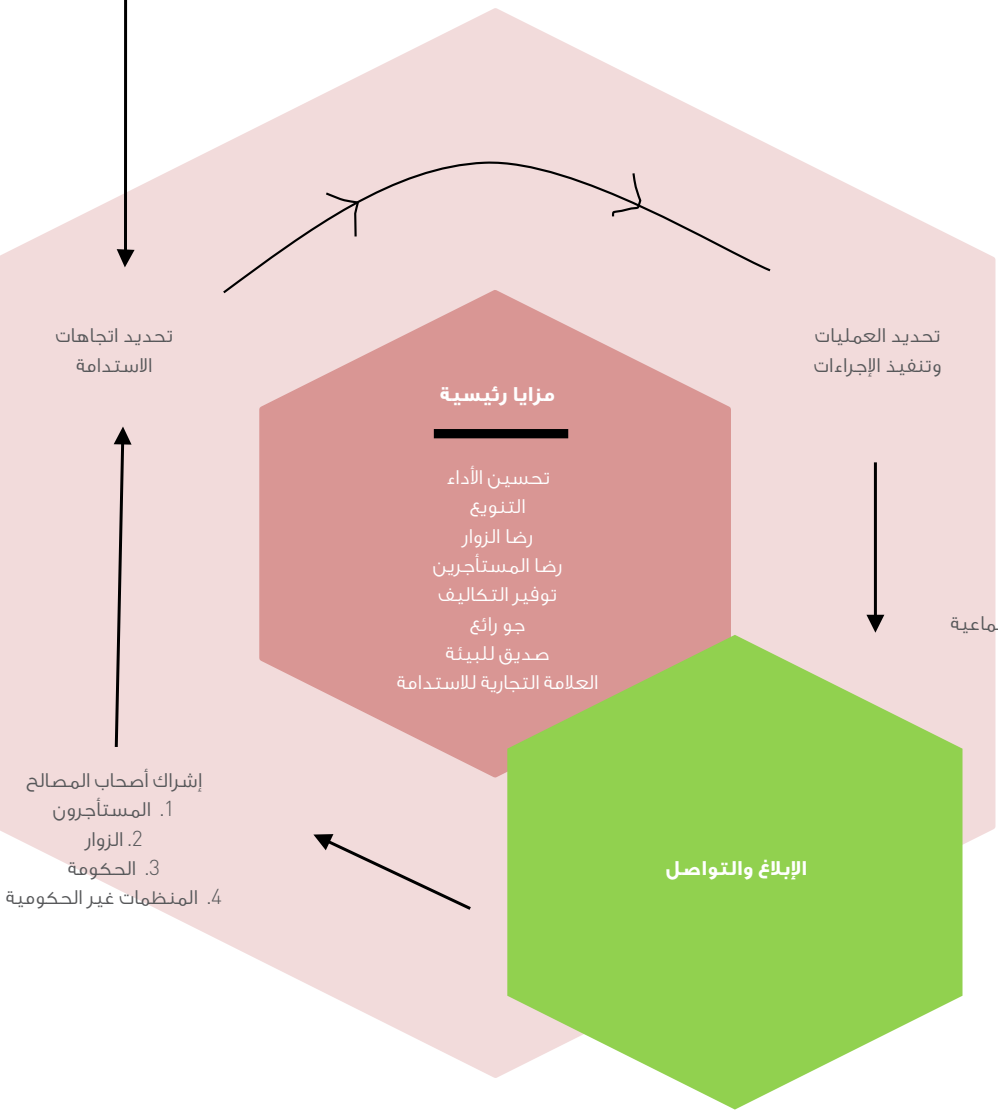 تحديد العمليات
وتنفيذ الإجراءات
تحديد اتجاهات
الاستدامة
مزايا رئيسية
تحسين الأداء
التنويع
رضا الزوار
رضا المستأجرين
توفير التكاليف
جو رائع
صديق للبيئة
العلامة التجارية للاستدامة
الإبلاغ والتواصل
إشراك أصحاب المصالح
1. المستأجرون
2. الزوار
3. الحكومة
4. المنظمات غير الحكومية